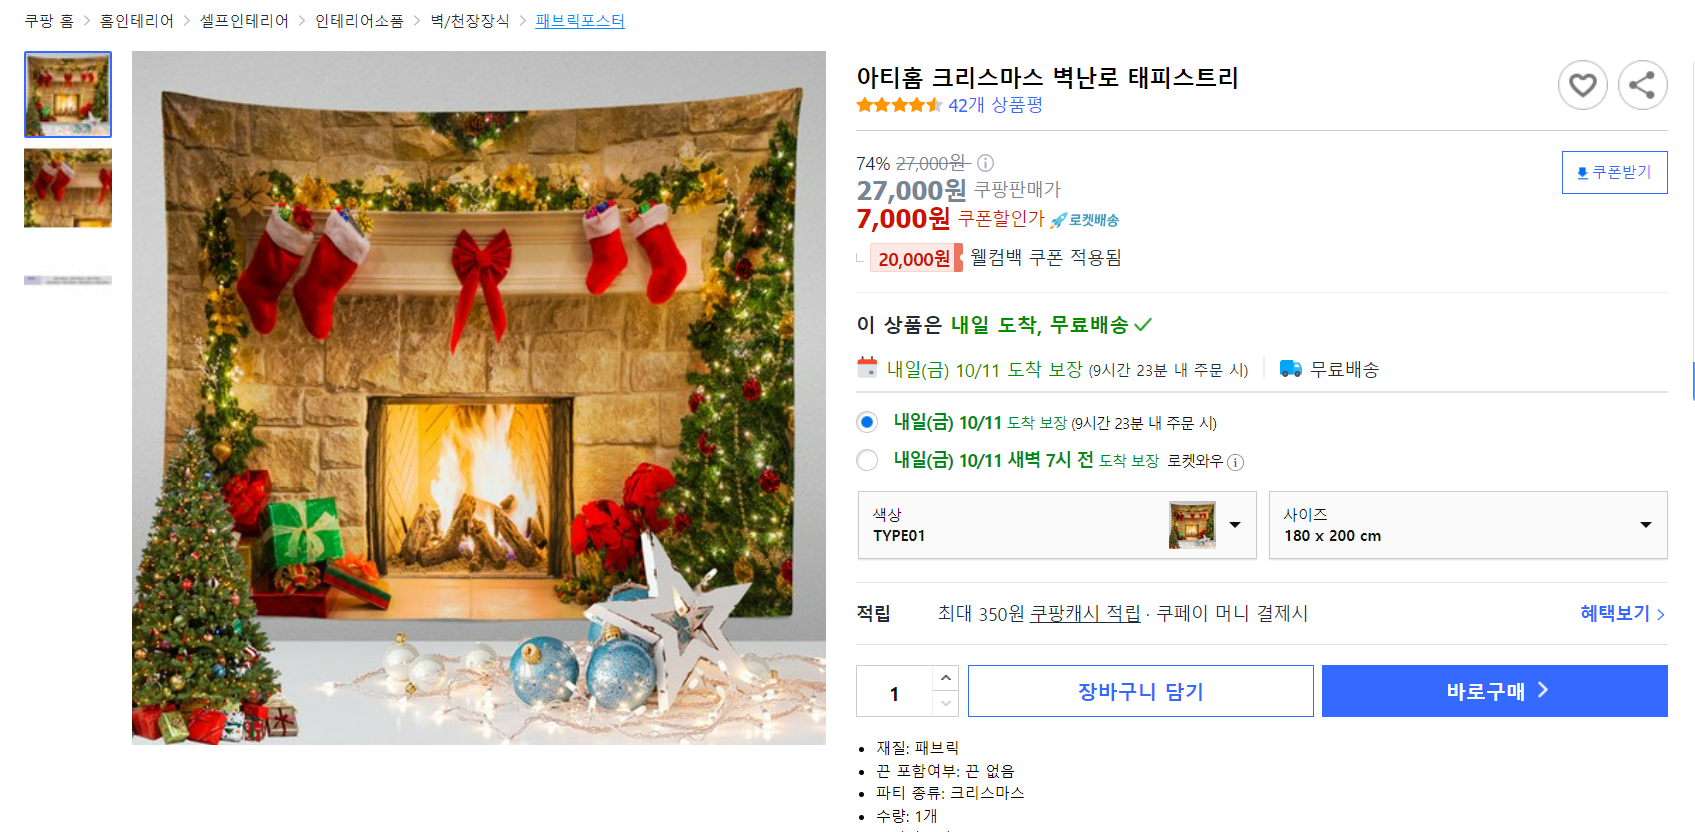 쿠팡 홈 > 홈인테리어 > 셀프인테리어 > 인테리어소품 > 벽/천장장식 > 패브릭포스터
아티홈 크리스마스 벽난로 태피스트리
42개 상품평
74% 27,000원
27,000원 쿠팡판매가
쿠폰받기
7,000원 쿠폰할인가 로켓배송
20,000원 웰컴백 쿠폰 적용됨
이 상품은 내일 도착, 무료배송
내일(금) 10/11 도착 보장 (9시간 23분 내 주문 시)
무료배송
내일(금) 10/11 도착 보장 (9시간 23분 내 주문 시)
내일(금) 10/11 새벽 7시 전 도착 보장 로켓와우
색상
TYPE01
사이즈
180 x 200 cm
적립 최대 350원 쿠팡캐시 적립 · 쿠페이 머니 결제시 혜택보기 >
1
장바구니 담기
바로구매 >
• 재질: 패브릭
• 끈 포함여부: 끈 없음
• 파티 종류: 크리스마스
• 수량: 1개